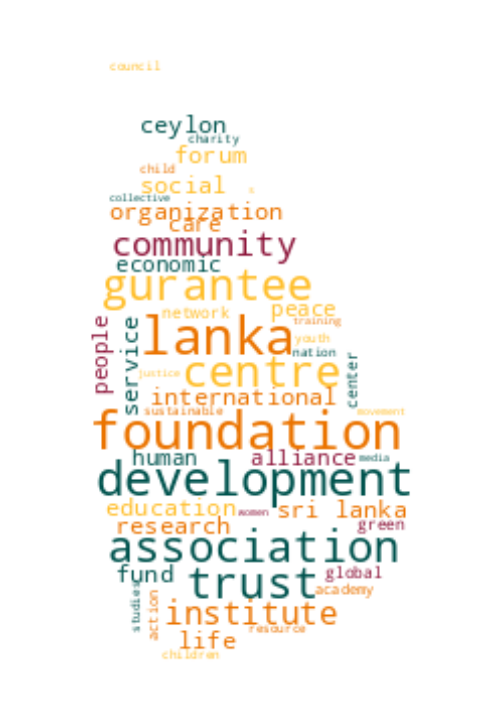 council
ceylon
charity
forum
child
social
collective
organization
care
community
economic
gurantee
peace
network
training
people
service
lanka
youth
nation
justice
centre
center
international
sustainable
movement
foundation
human
alliance
media
development
education
women
sri lanka
research
green
association
fund
trust
global
studies
action
academy
institute
resource
life
children